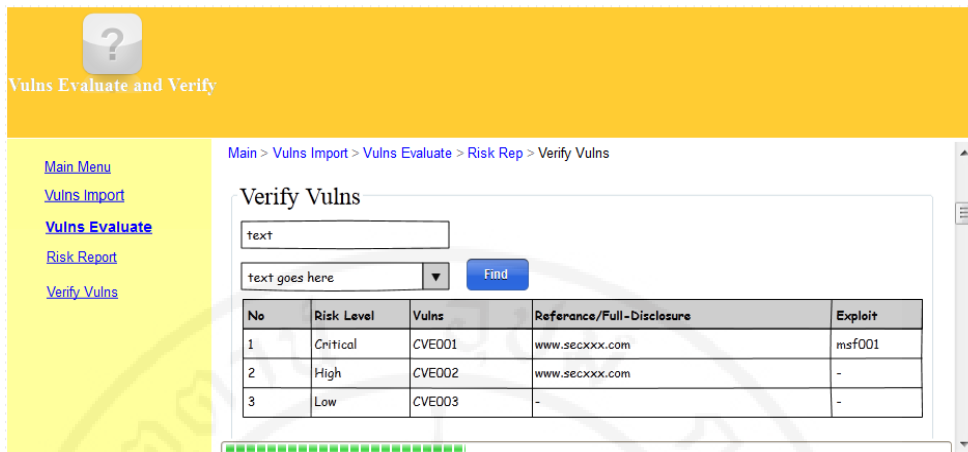 ?
Vulns Evaluate and Verify
Main Menu
Vulns Import
Vulns Evaluate
Risk Report
Verify Vulns
Main > Vulns Import > Vulns Evaluate > Risk Rep > Verify Vulns
Verify Vulns
text
text goes here
Find
No Risk Level Vulns Referance/Full-Disclosure Exploit
1 Critical CVE001 www.secxxx.com msf001
2 High CVE002 www.secxxx.com -
3 Low CVE003 - -